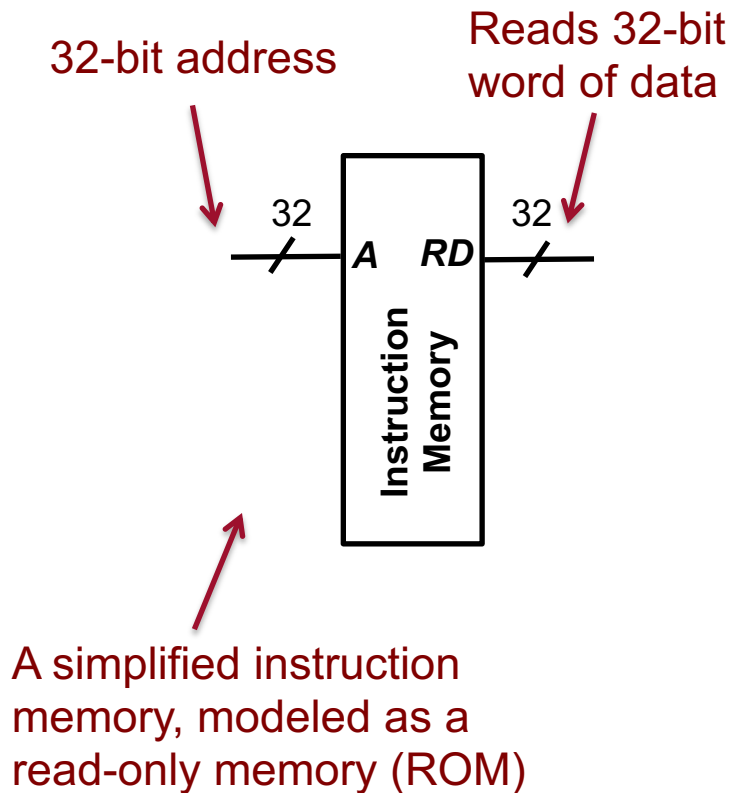 32-bit address
Reads 32-bit
word of data
32
32
A
RD
Instruction
Memory
A simplified instruction
memory, modeled as a
read-only memory (ROM)